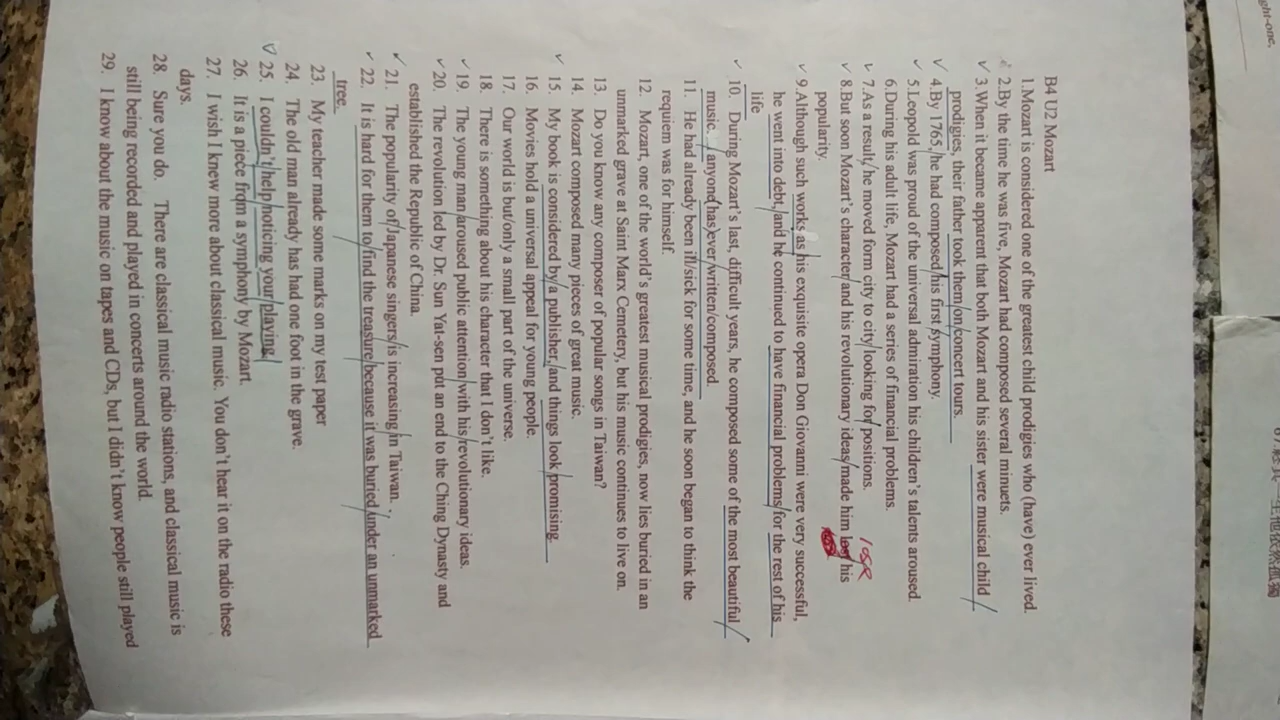 ght-one,
B4 U2 Mozart
1.Mozart is considered one of the greatest child prodigies who (have) ever lived.
2.By the time he was five, Mozart had composed several minuets.
3.When it became apparent that both Mozart and his sister were musical child
prodigies, their father took them on concert tours.
4.By 1765, he had composed his first symphony.
5.Leopold was proud of the universal admiration his children's talents aroused.
6.During his adult life, Mozart had a series of financial problems.
7.As a result, he moved form city to city looking for positions.
lose
8.But soon Mozart's character and his revolutionary ideas made him his
popularity.
9.Although such works as his exquisite opera Don Giovanni were very successful,
he went into debt, and he continued to have financial problems for the rest of his
life
10. During Mozart's last, difficult years, he composed some of the most beautiful
music anyone has ever written/composed.
11. He had already been ill/sick for some time, and he soon began to think the
requiem was for himself.
12. Mozart, one of the world's greatest musical prodigies, now lies buried in an
unmarked grave at Saint Marx Cemetery, but his music continues to live on.
13. Do you know any composer of popular songs in Taiwan?
14. Mozart composed many pieces of great music.
15. My book is considered by a publisher, and things look promising
16. Movies hold a universal appeal for young people.
17. Our world is but/only a small part of the universe.
18. There is something about his character that I don't like.
19. The young man aroused public attention with his revolutionary ideas.
20. The revolution led by Dr. Sun Yat-sen put an end to the Ching Dynasty and
established the Republic of China.
21. The popularity of Japanese singers is increasing in Taiwan.
22. It is hard for them to find the treasure because it was buried under an unmarked
tree.
23. My teacher made some marks on my test paper
24. The old man already has had one foot in the grave.
25. I couldn't help noticing your playing.
26. It is a piece from a symphony by Mozart.
27. I wish I knew more about classical music. You don't hear it on the radio these
days.
28. Sure you do. There are classical music radio stations, and classical music is
still being recorded and played in concerts around the world.
29. I know about the music on tapes and CDs, but I didn't know people still played